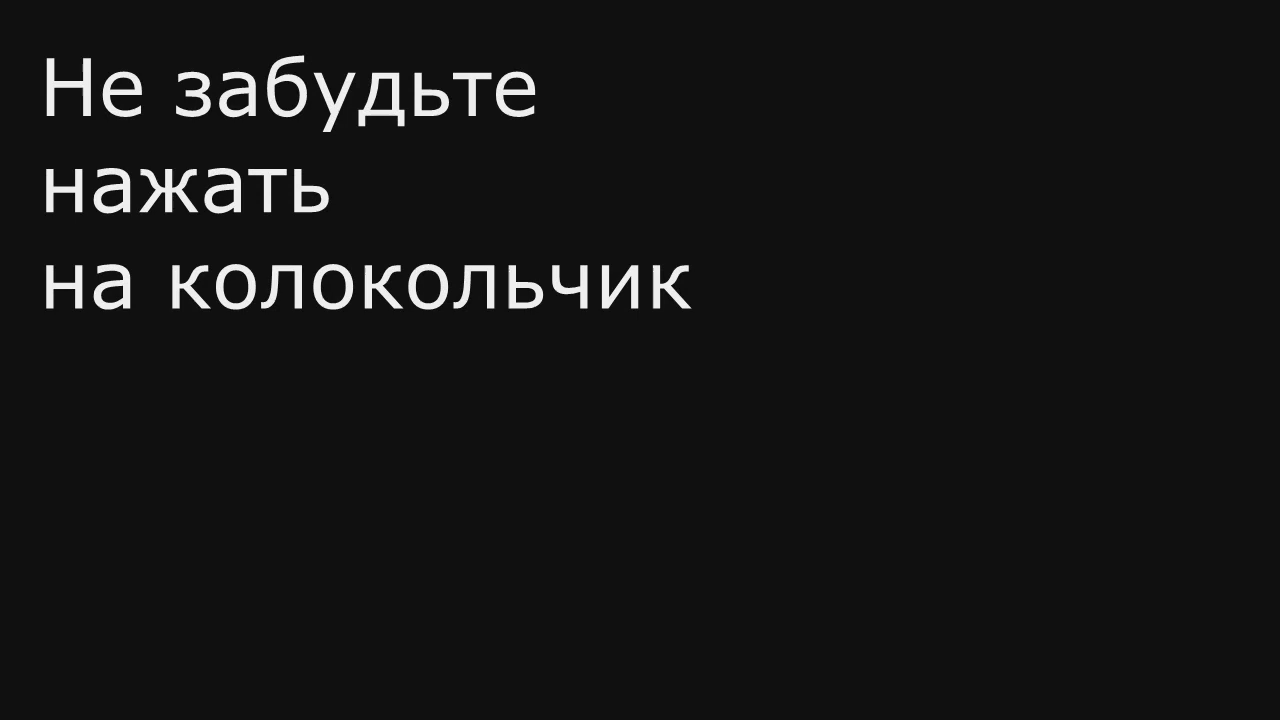 Не забудьте
нажать
на колокольчик